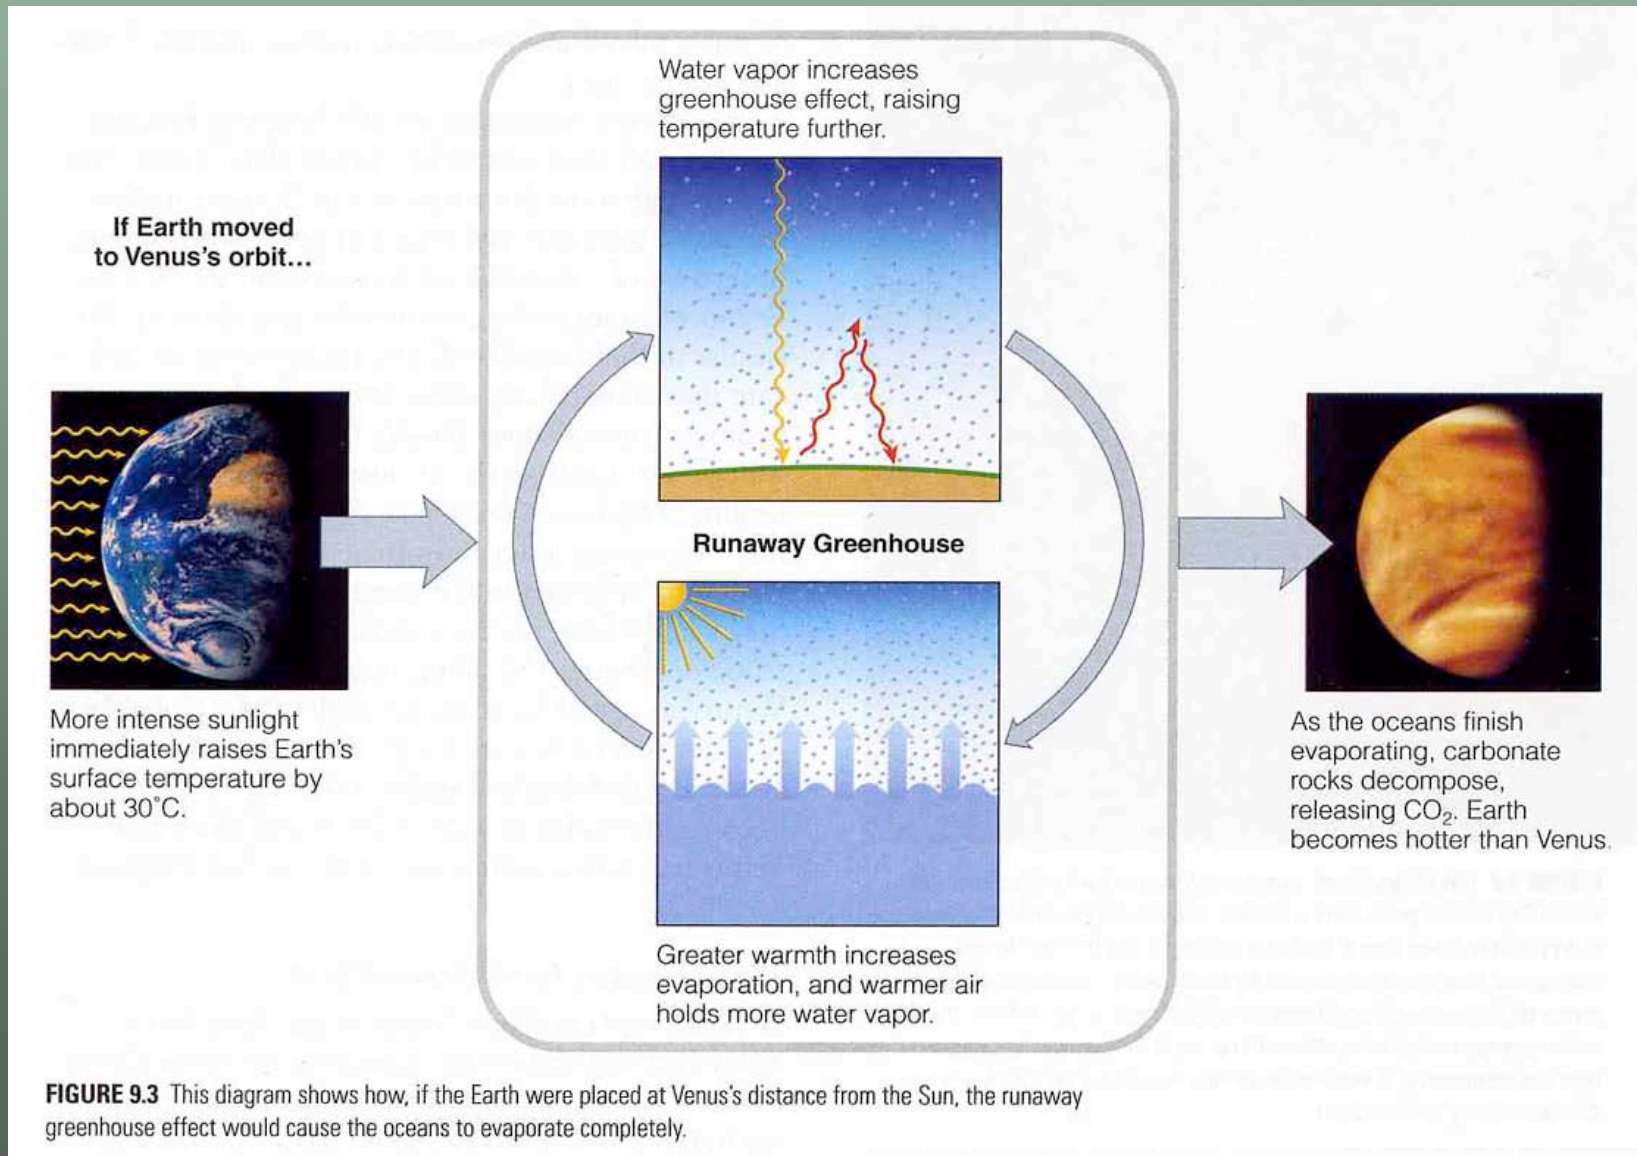 If Earth moved
to Venus's orbit...
More intense sunlight
immediately raises Earth's
surface temperature by
about 30°C.
Water vapor increases
greenhouse effect, raising
temperature further.
Runaway Greenhouse
Greater warmth increases
evaporation, and warmer air
holds more water vapor.
As the oceans finish
evaporating, carbonate
rocks decompose,
releasing CO₂. Earth
becomes hotter than Venus.
FIGURE 9.3 This diagram shows how, if the Earth were placed at Venus's distance from the Sun, the runaway
greenhouse effect would cause the oceans to evaporate completely.